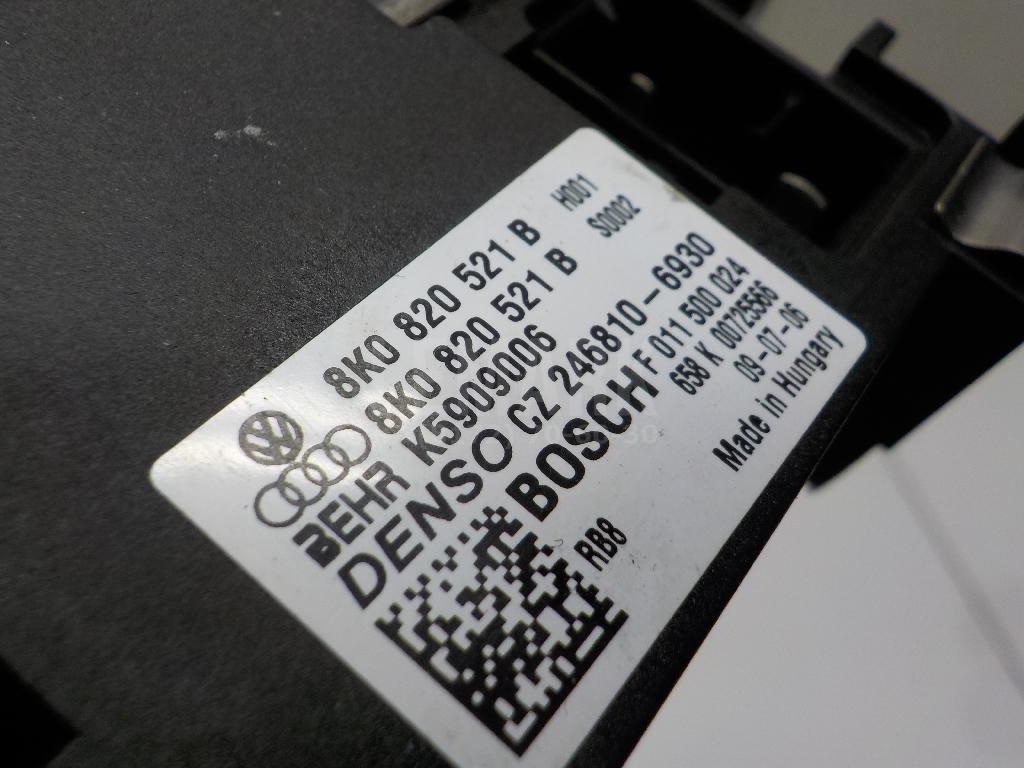 8K0 820 521 B H001
8K0 820 521 B S0002
BEHR K5909006
DENSO CZ 246810-6930
BOSCH F 011 500 024
658 K 00725566
09-07-06
RB8 Made in Hungary